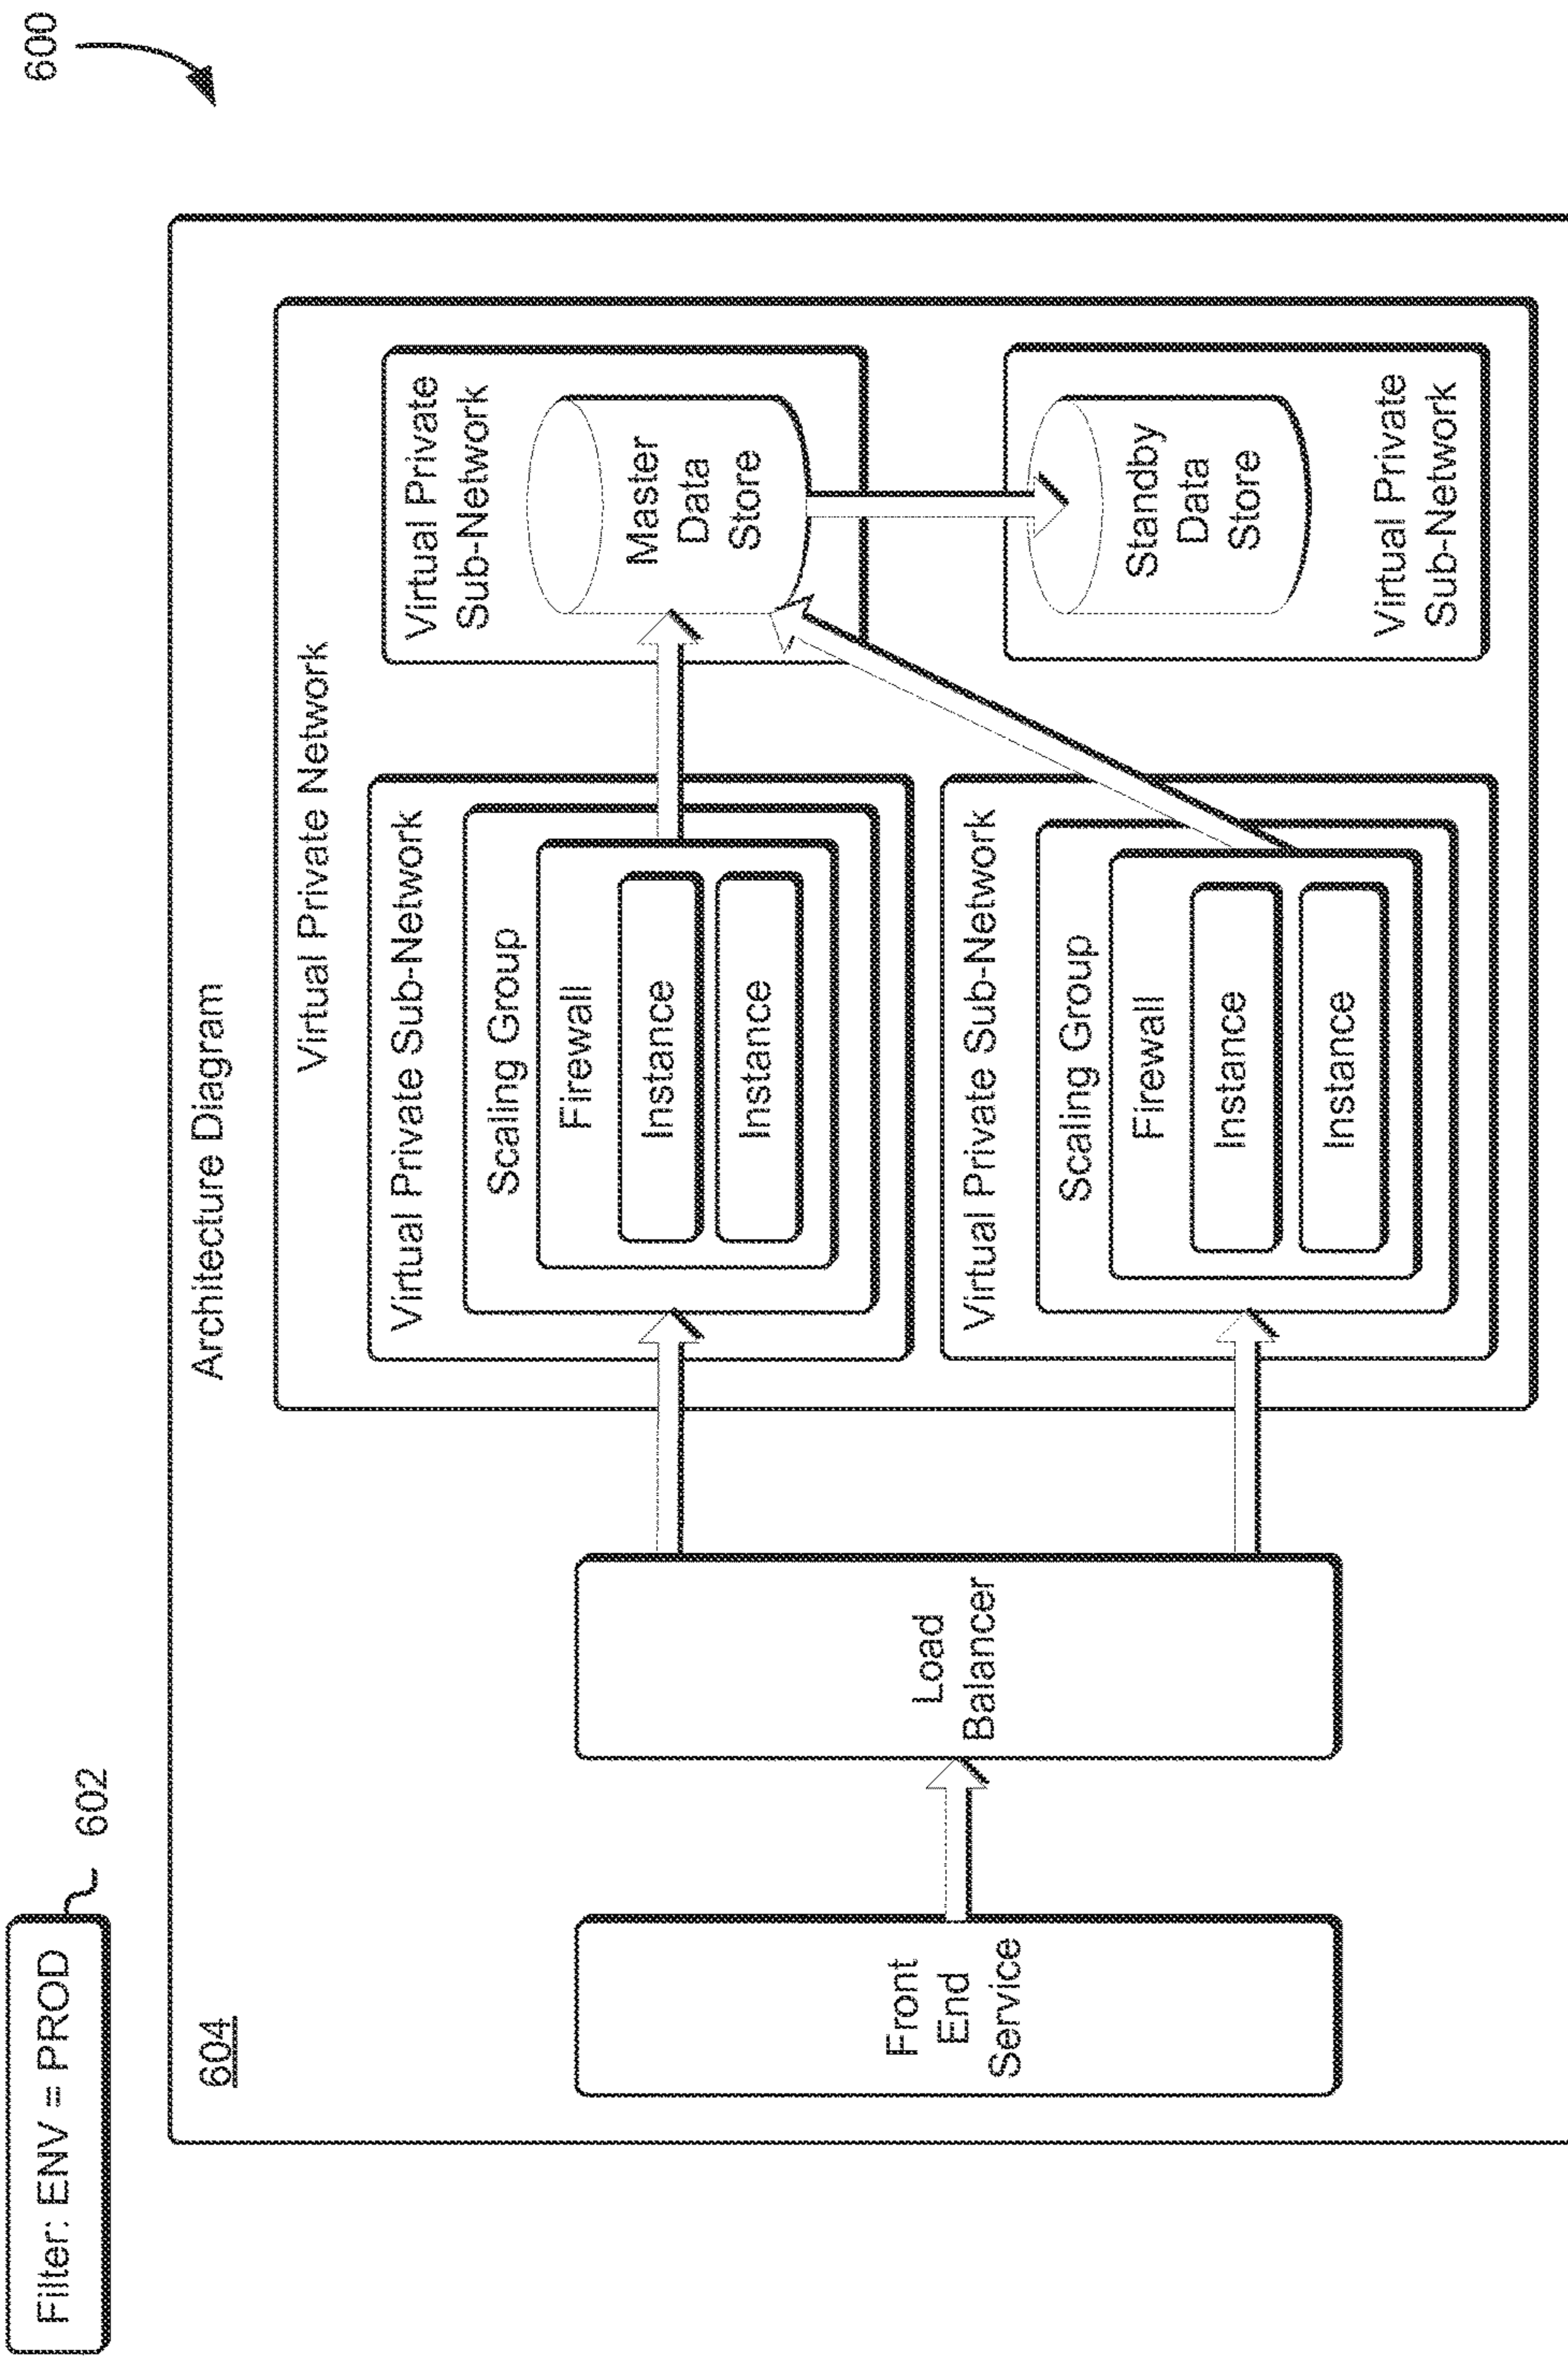 600
Filter: ENV = PROD
602
604
Architecture Diagram
Virtual Private Network
Front
End
Service
Load
Balancer
Virtual Private Sub-Network
Scaling Group
Firewall
Instance
Instance
Virtual Private Sub-Network
Scaling Group
Firewall
Instance
Instance
Virtual Private
Sub-Network
Master
Data
Store
Standby
Data
Store
Virtual Private
Sub-Network